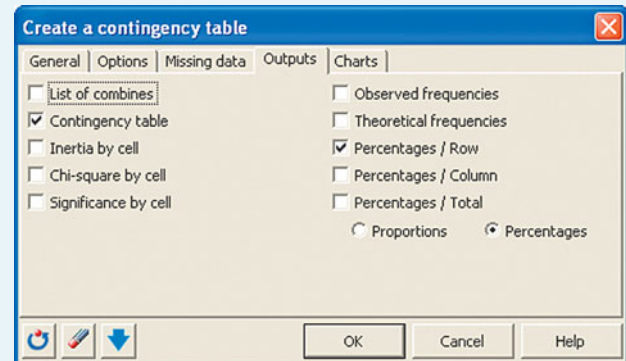 Create a contingency table
General Options Missing data Outputs Charts
List of combines
Contingency table
Inertia by cell
Chi-square by cell
Significance by cell
Observed frequencies
Theoretical frequencies
Percentages / Row
Percentages / Column
Percentages / Total
Proportions Percentages
OK Cancel Help